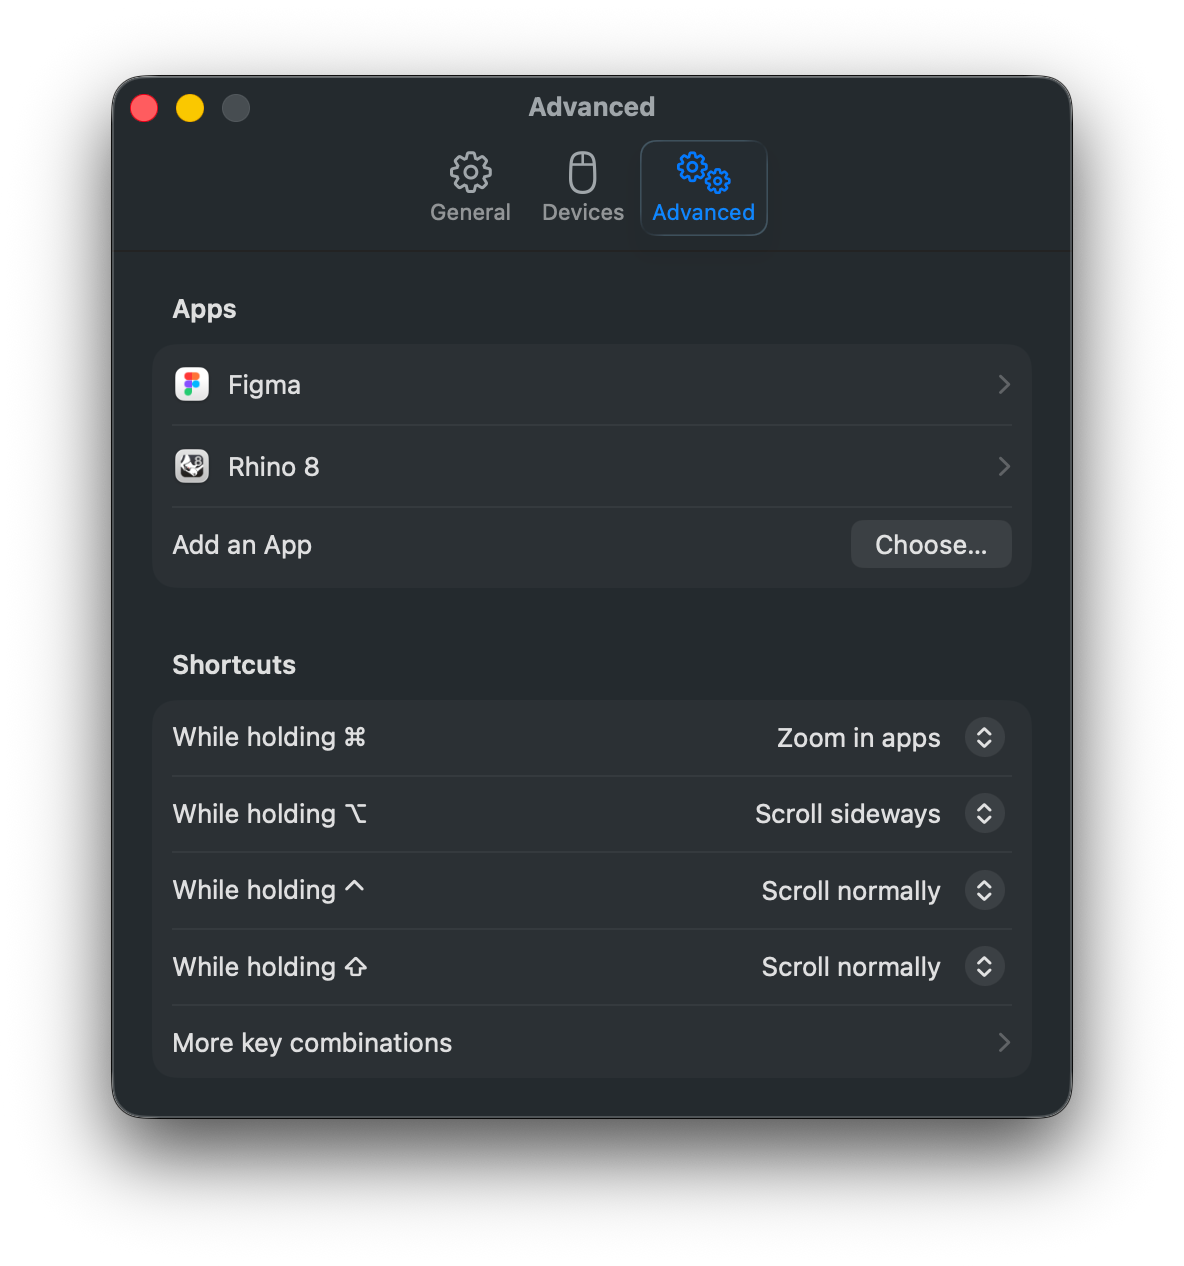 Advanced
General Devices Advanced
Apps
Figma
Rhino 8
Add an App Choose...
Shortcuts
While holding ⌘ Zoom in apps
While holding ⌥ Scroll sideways
While holding ^ Scroll normally
While holding ⇧ Scroll normally
More key combinations